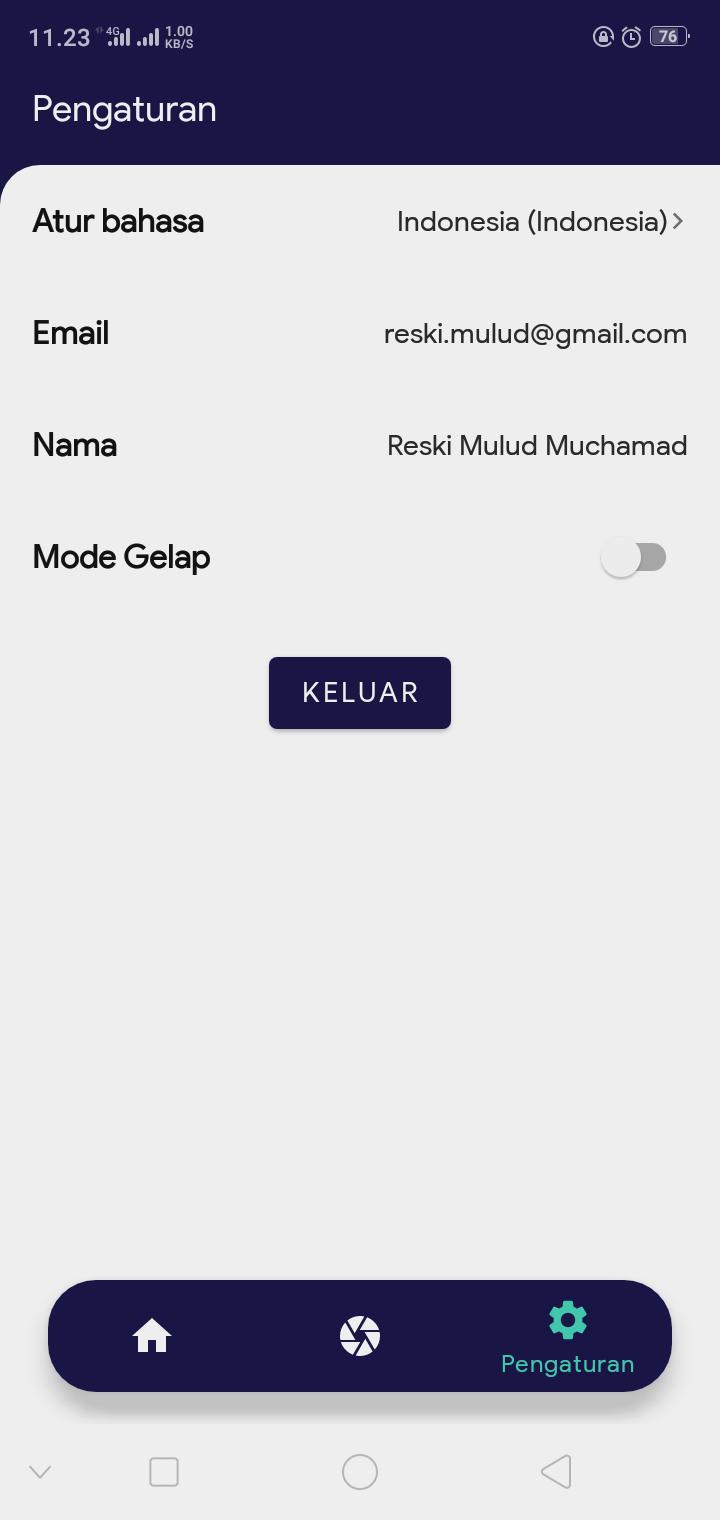 11.23 4G 1.00 KB/S 76
Pengaturan
Atur bahasa Indonesia (Indonesia)
Email reski.mulud@gmail.com
Nama Reski Mulud Muchamad
Mode Gelap
KELUAR
Pengaturan